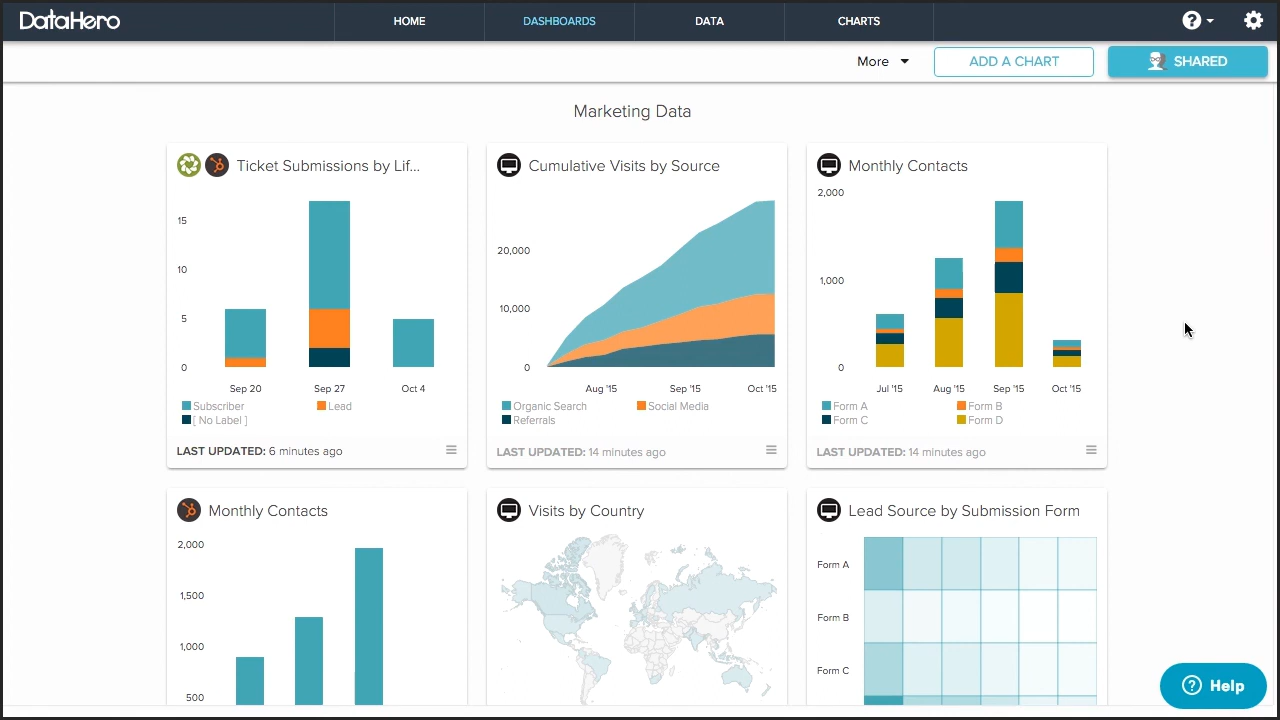 DataHero
HOME
DASHBOARDS
DATA
CHARTS
More
ADD A CHART
SHARED
Marketing Data
Ticket Submissions by Lif...
15
10
5
0
Sep 20
Sep 27
Oct 4
Subscriber
Lead
[ No Label ]
LAST UPDATED: 6 minutes ago
Cumulative Visits by Source
20,000
10,000
0
Aug '15
Sep '15
Oct '15
Organic Search
Social Media
Referrals
LAST UPDATED: 14 minutes ago
Monthly Contacts
2,000
1,000
0
Jul '15
Aug '15
Sep '15
Oct '15
Form A
Form B
Form C
Form D
LAST UPDATED: 14 minutes ago
Monthly Contacts
2,000
1,500
1,000
500
Visits by Country
Lead Source by Submission Form
Form A
Form B
Form C
? Help